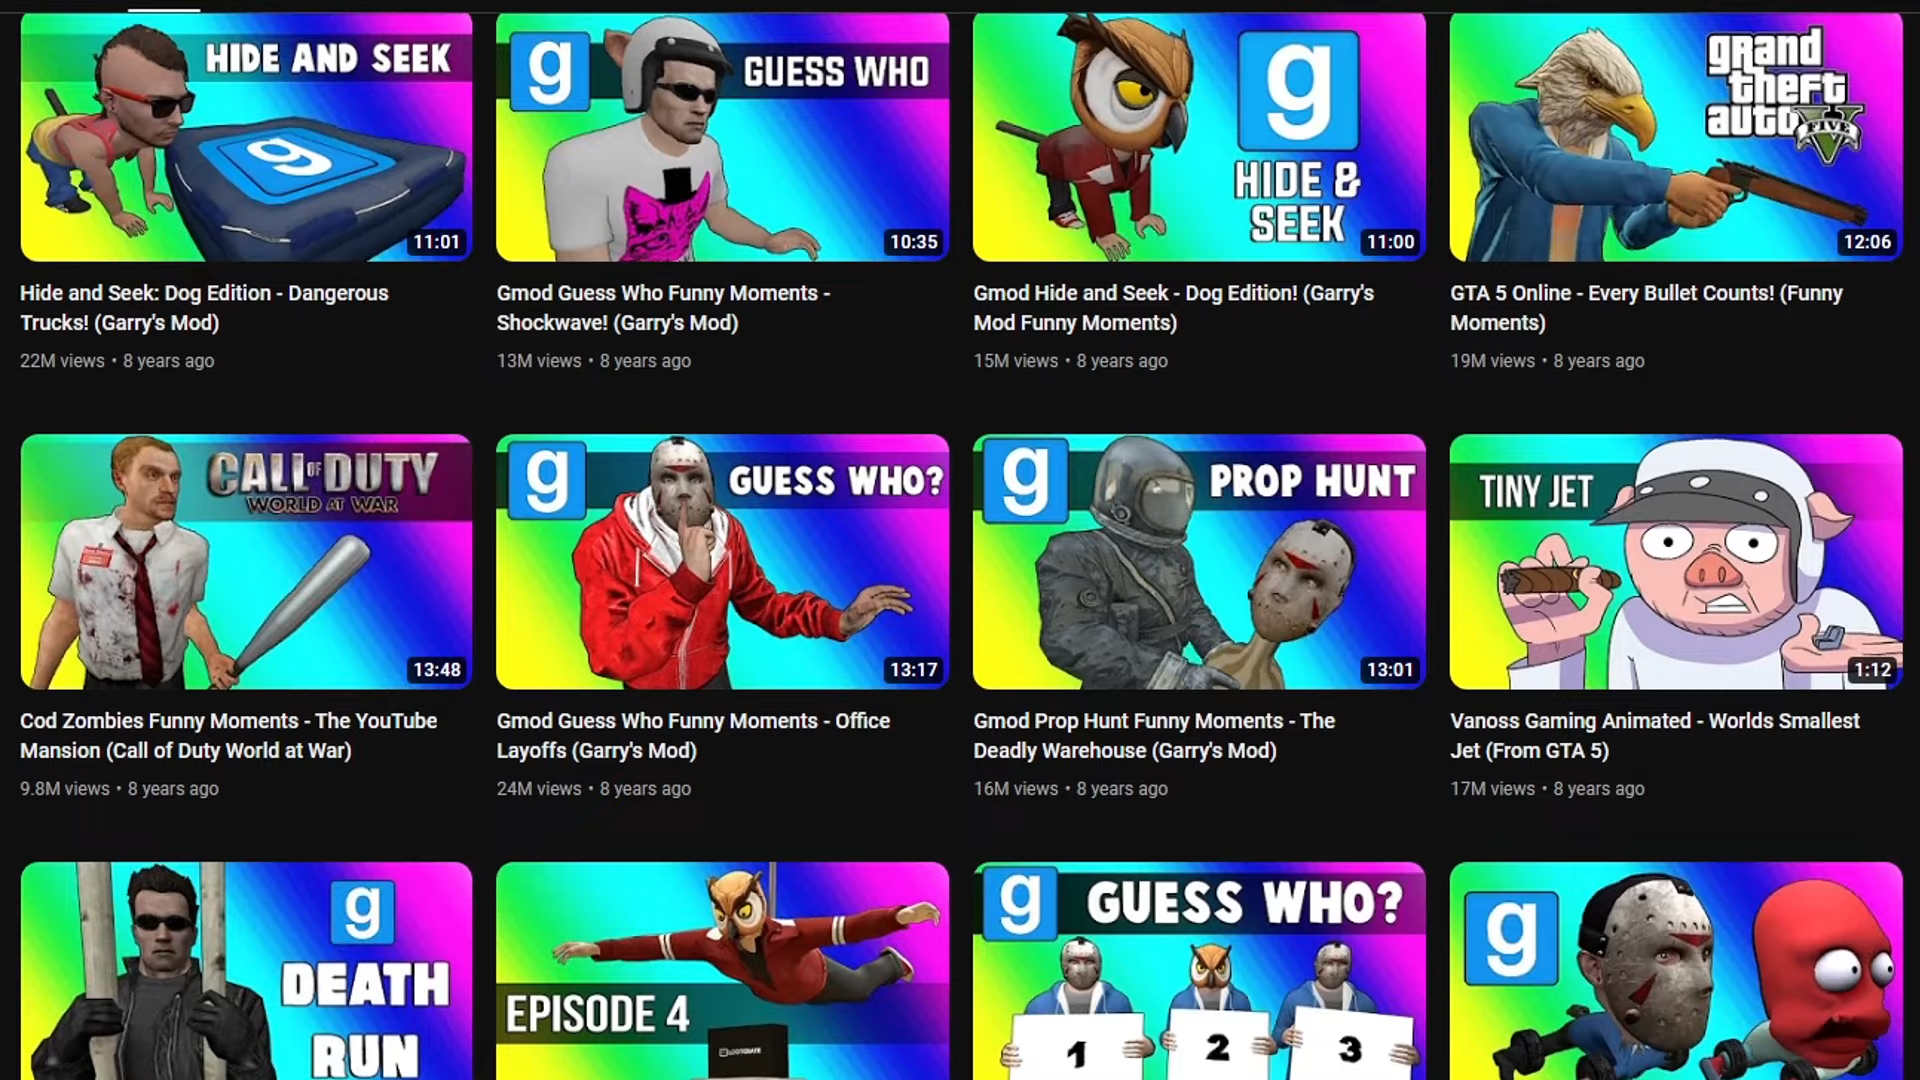 HIDE AND SEEK
g
11:01
g
GUESS WHO
10:35
g
HIDE &
SEEK
11:00
grand
theft
auto
V
FIVE
12:06
Hide and Seek: Dog Edition - Dangerous
Trucks! (Garry's Mod)
22M views • 8 years ago
Gmod Guess Who Funny Moments -
Shockwave! (Garry's Mod)
13M views • 8 years ago
Gmod Hide and Seek - Dog Edition! (Garry's
Mod Funny Moments)
15M views • 8 years ago
GTA 5 Online - Every Bullet Counts! (Funny
Moments)
19M views • 8 years ago
CALL OF DUTY
WORLD AT WAR
13:48
g
GUESS WHO?
13:17
g
PROP HUNT
13:01
TINY JET
1:12
Cod Zombies Funny Moments - The YouTube
Mansion (Call of Duty World at War)
9.8M views • 8 years ago
Gmod Guess Who Funny Moments - Office
Layoffs (Garry's Mod)
24M views • 8 years ago
Gmod Prop Hunt Funny Moments - The
Deadly Warehouse (Garry's Mod)
16M views • 8 years ago
Vanoss Gaming Animated - Worlds Smallest
Jet (From GTA 5)
17M views • 8 years ago
g
DEATH
RUN
EPISODE 4
LOOTCRATE
g
GUESS WHO?
1
2
3
g